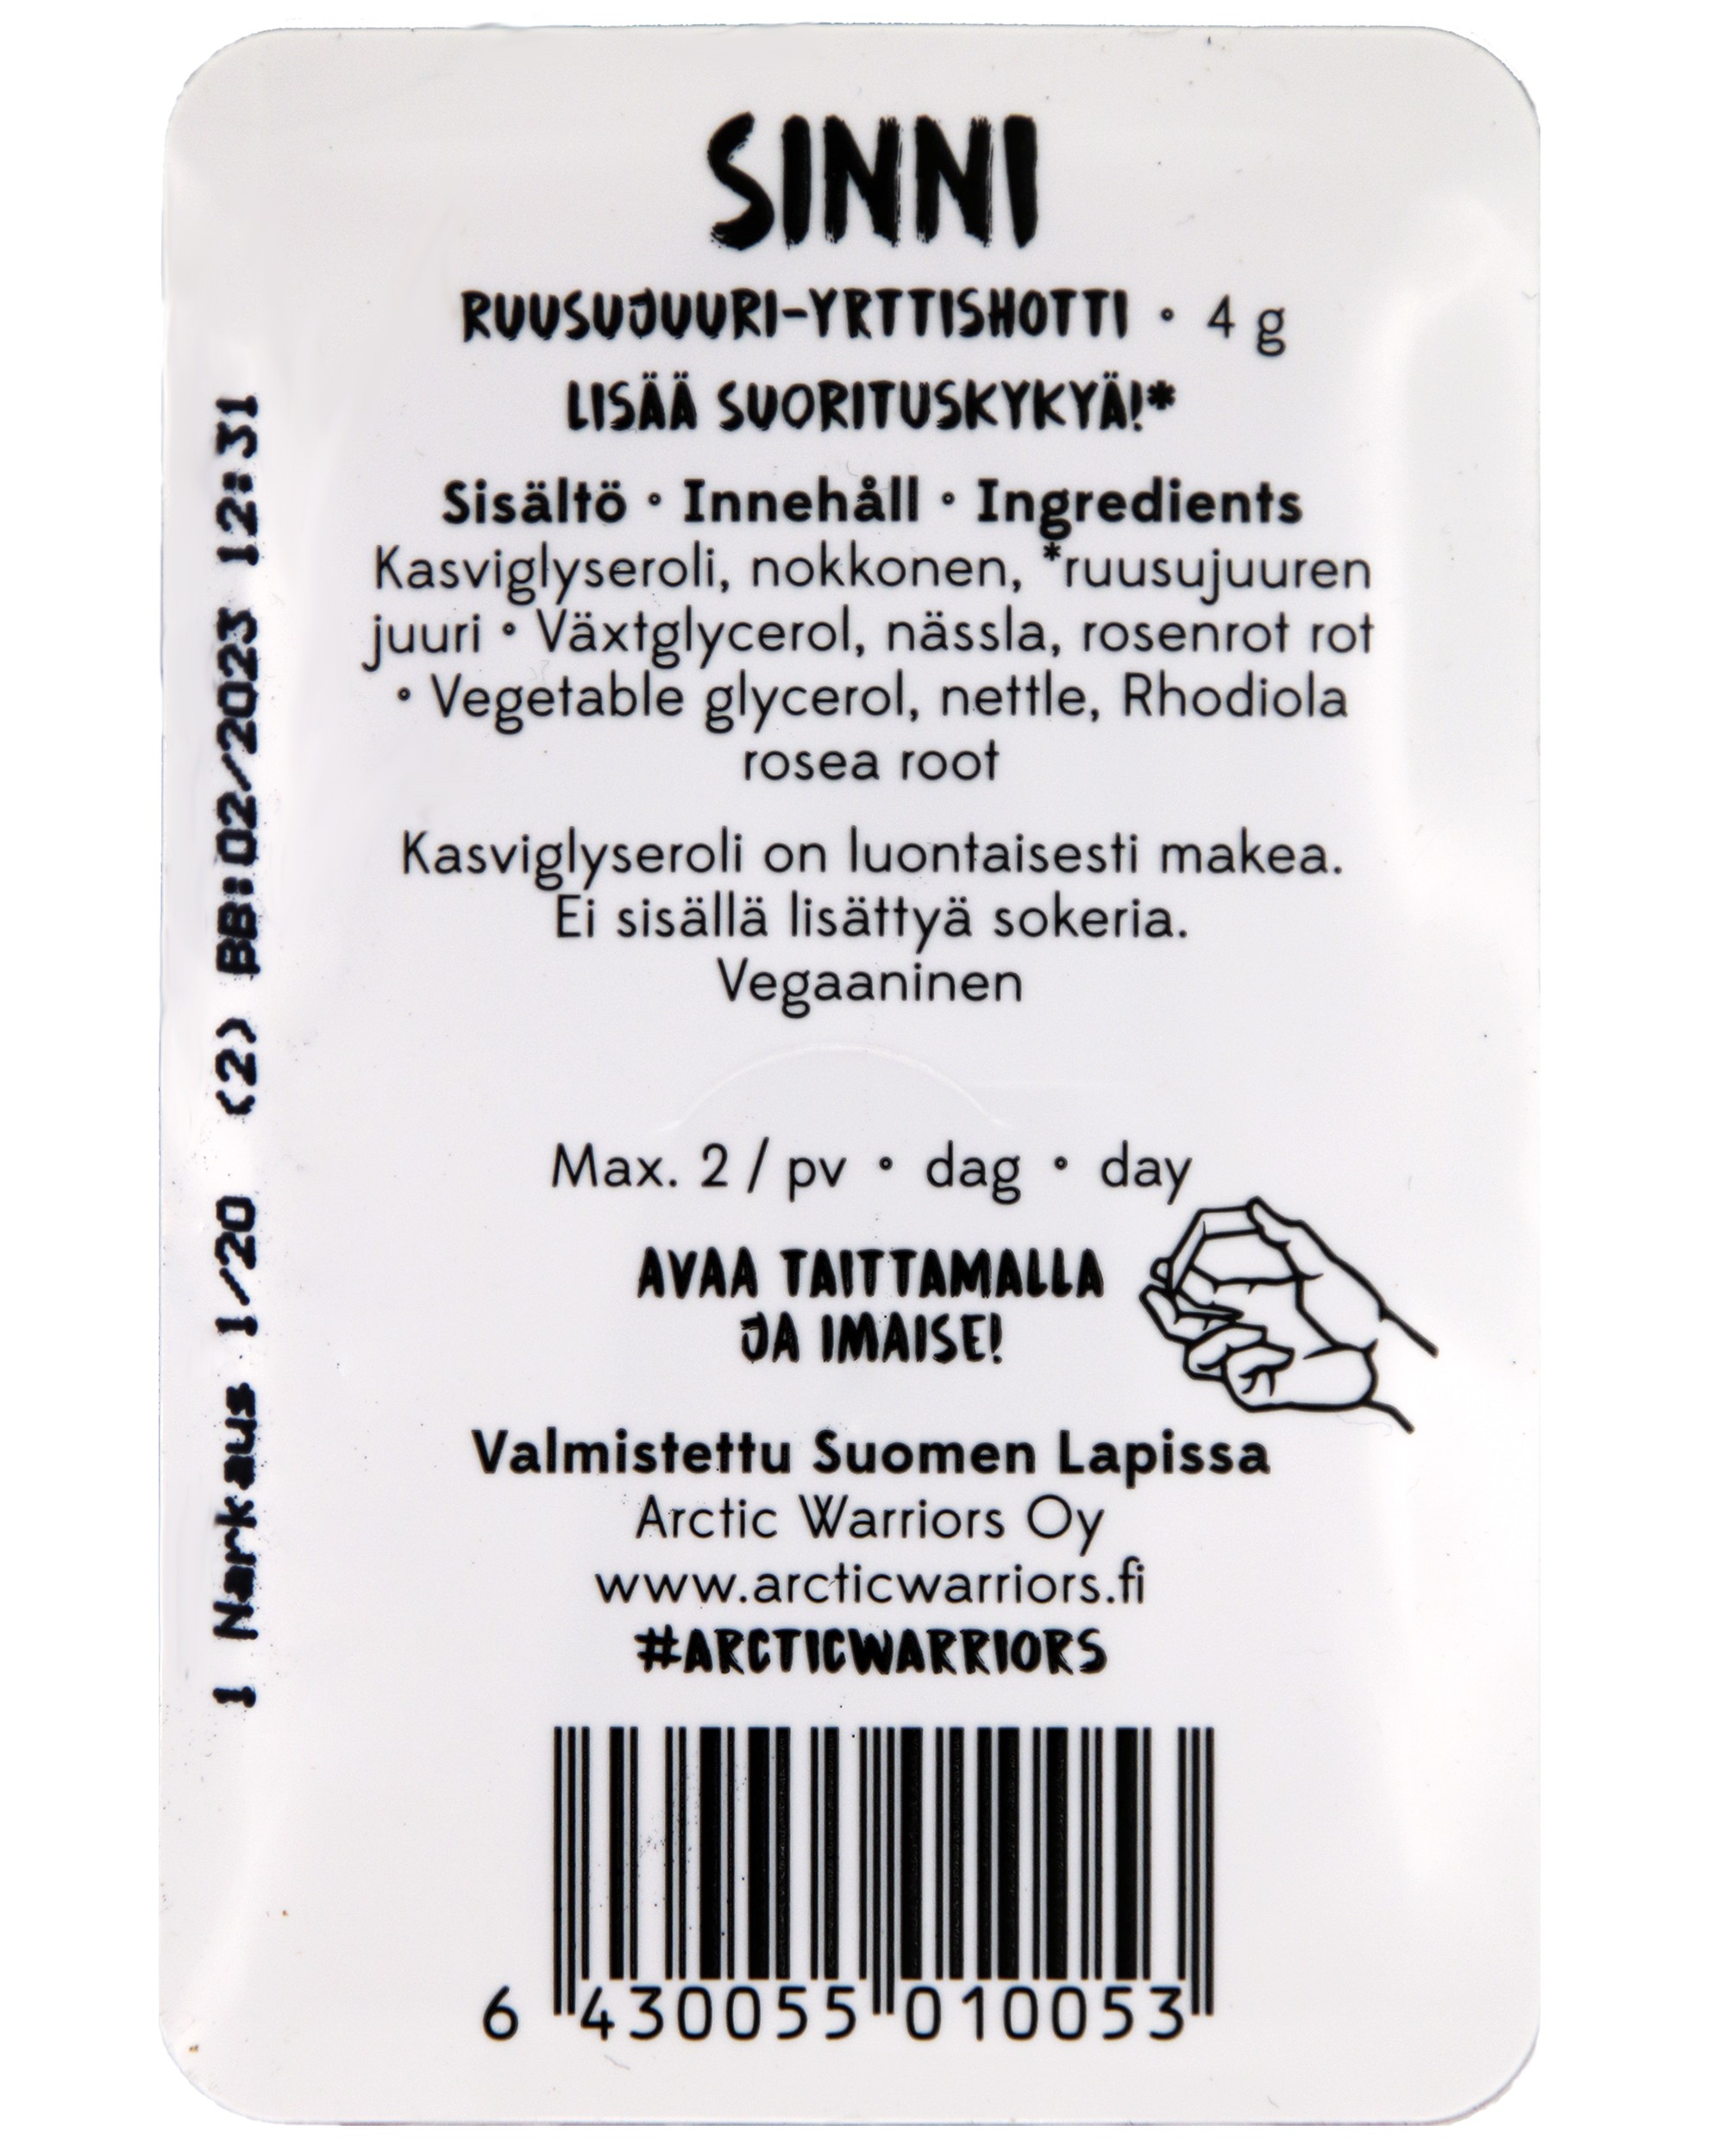 SINNI
RUUSUJUURI-YRTTISHOTTI • 4 g
LISÄÄ SUORITUSKYKYÄ!*
Sisältö • Innehåll • Ingredients
Kasviglyseroli, nokkonen, *ruusujuuren
juuri • Växtglycerol, nässla, rosenrot rot
• Vegetable glycerol, nettle, Rhodiola
rosea root
Kasviglyseroli on luontaisesti makea.
Ei sisällä lisättyä sokeria.
Vegaaninen
Max. 2 / pv • dag • day
AVAA TAITTAMALLA
JA IMAISE!
Valmistettu Suomen Lapissa
Arctic Warriors Oy
www.arcticwarriors.fi
#ARCTICWARRIORS
6 430055 010053
1 Narkaus 1/20 (2) BB:02/2023 12:31